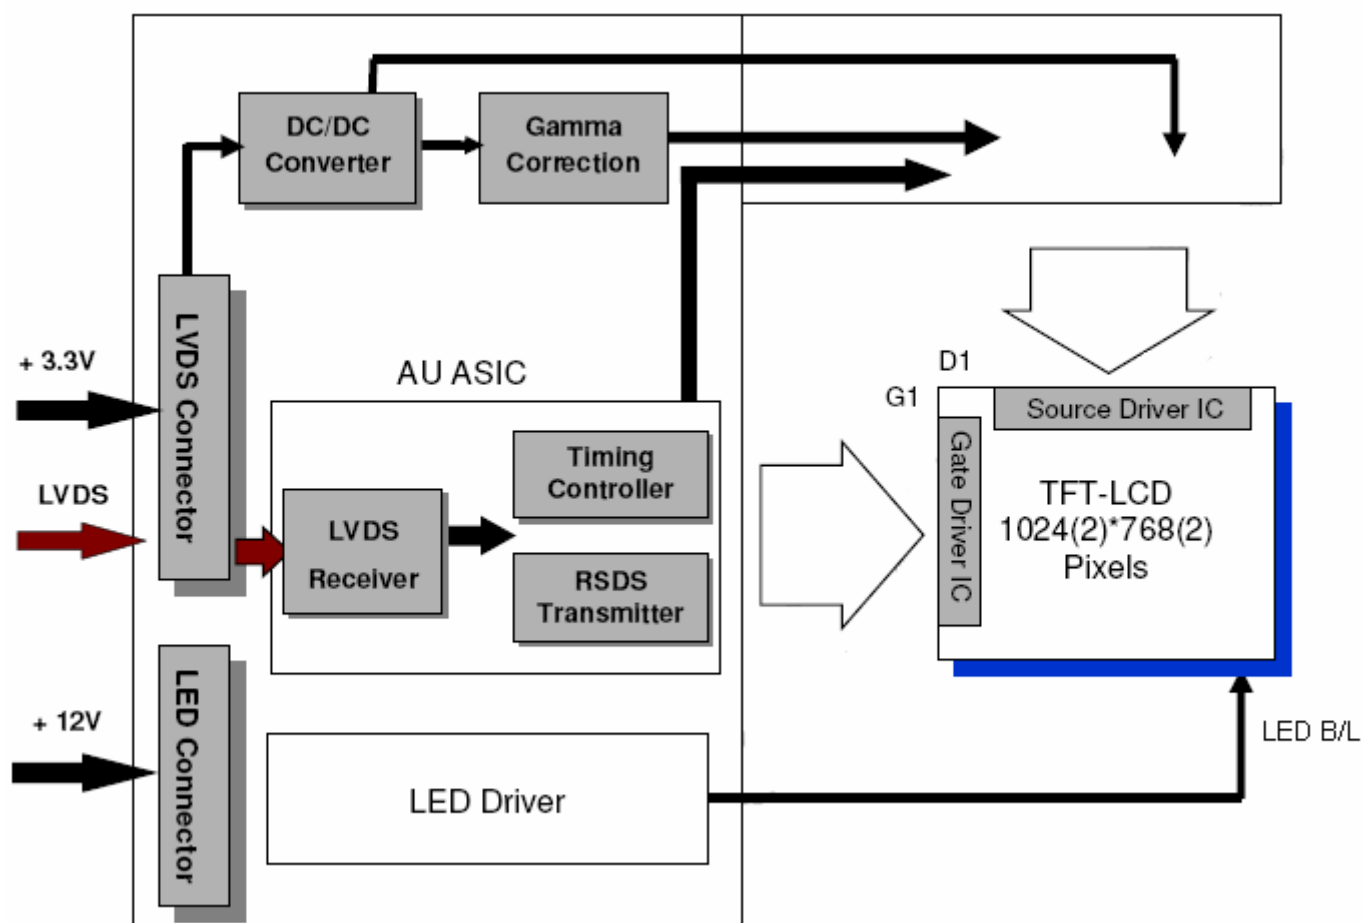 DC/DC
Converter
Gamma
Correction
+ 3.3V
LVDS Connector
LVDS
AU ASIC
Timing
Controller
LVDS
Receiver
RSDS
Transmitter
D1
G1
Source Driver IC
Gate Driver IC
TFT-LCD
1024(2)*768(2)
Pixels
+ 12V
LED Connector
LED Driver
LED B/L